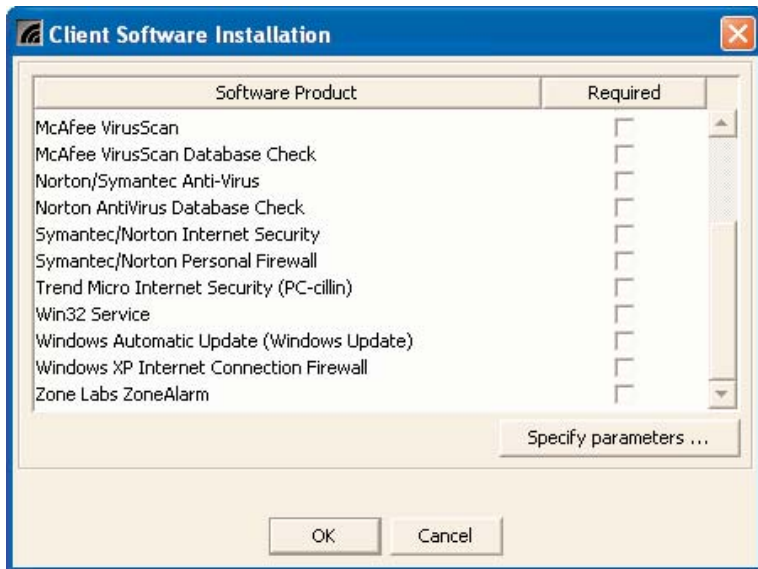 Client Software Installation
Software Product Required
McAfee VirusScan
McAfee VirusScan Database Check
Norton/Symantec Anti-Virus
Norton AntiVirus Database Check
Symantec/Norton Internet Security
Symantec/Norton Personal Firewall
Trend Micro Internet Security (PC-cillin)
Win32 Service
Windows Automatic Update (Windows Update)
Windows XP Internet Connection Firewall
Zone Labs ZoneAlarm
Specify parameters ...
OK Cancel